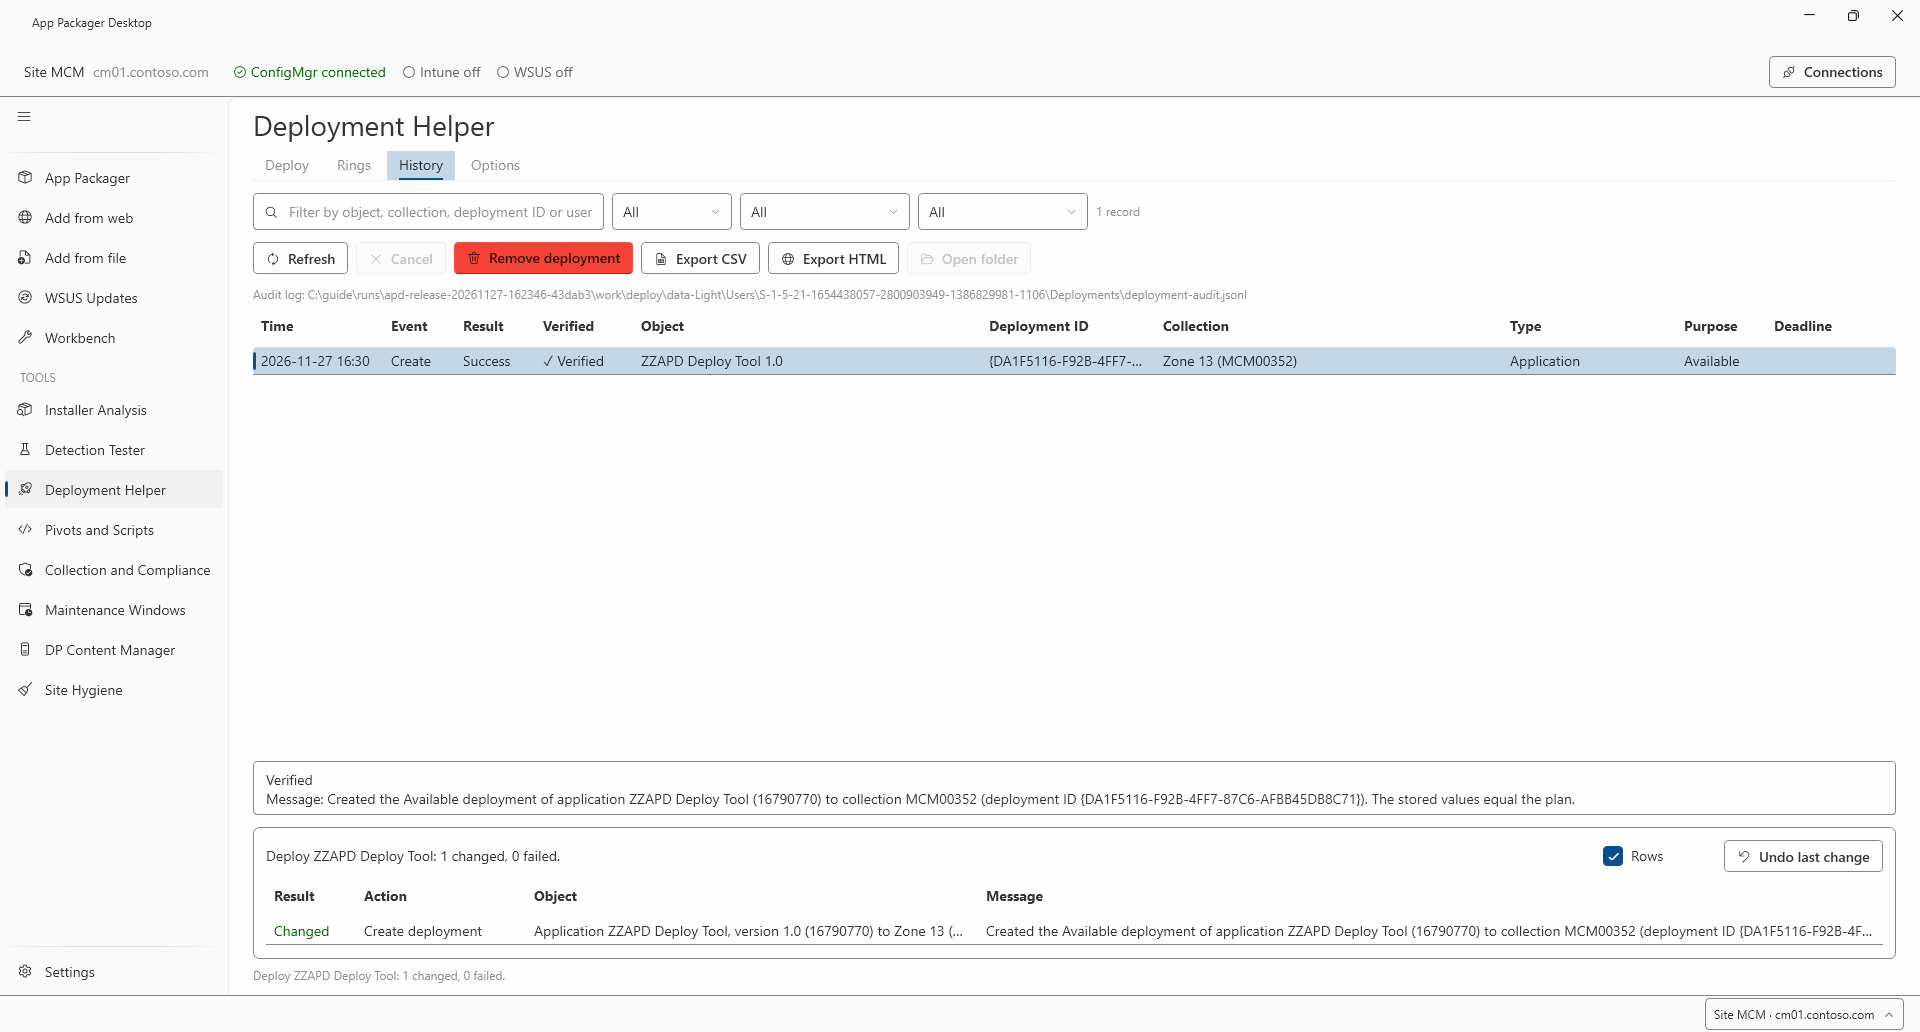 App Packager Desktop
Site MCM cm01.contoso.com ConfigMgr connected Intune off WSUS off Connections
Deployment Helper
Deploy Rings History Options
Filter by object, collection, deployment ID or user All All All 1 record
Refresh Cancel Remove deployment Export CSV Export HTML Open folder
Audit log: C:\guide\runs\apd-release-20261127-162346-43dab3\work\deploy\data-Light\Users\S-1-5-21-1654438057-2800903949-1386829981-1106\Deployments\deployment-audit.jsonl
Time Event Result Verified Object Deployment ID Collection Type Purpose Deadline
2026-11-27 16:30 Create Success ✓ Verified ZZAPD Deploy Tool 1.0 {DA1F5116-F92B-4FF7-... Zone 13 (MCM00352) Application Available
App Packager
Add from web
Add from file
WSUS Updates
Workbench
TOOLS
Installer Analysis
Detection Tester
Deployment Helper
Pivots and Scripts
Collection and Compliance
Maintenance Windows
DP Content Manager
Site Hygiene
Settings
Verified
Message: Created the Available deployment of application ZZAPD Deploy Tool (16790770) to collection MCM00352 (deployment ID {DA1F5116-F92B-4FF7-87C6-AFBB45DB8C71}). The stored values equal the plan.
Deploy ZZAPD Deploy Tool: 1 changed, 0 failed. Rows Undo last change
Result Action Object Message
Changed Create deployment Application ZZAPD Deploy Tool, version 1.0 (16790770) to Zone 13 (... Created the Available deployment of application ZZAPD Deploy Tool (16790770) to collection MCM00352 (deployment ID {DA1F5116-F92B-4F...
Deploy ZZAPD Deploy Tool: 1 changed, 0 failed.
Site MCM · cm01.contoso.com